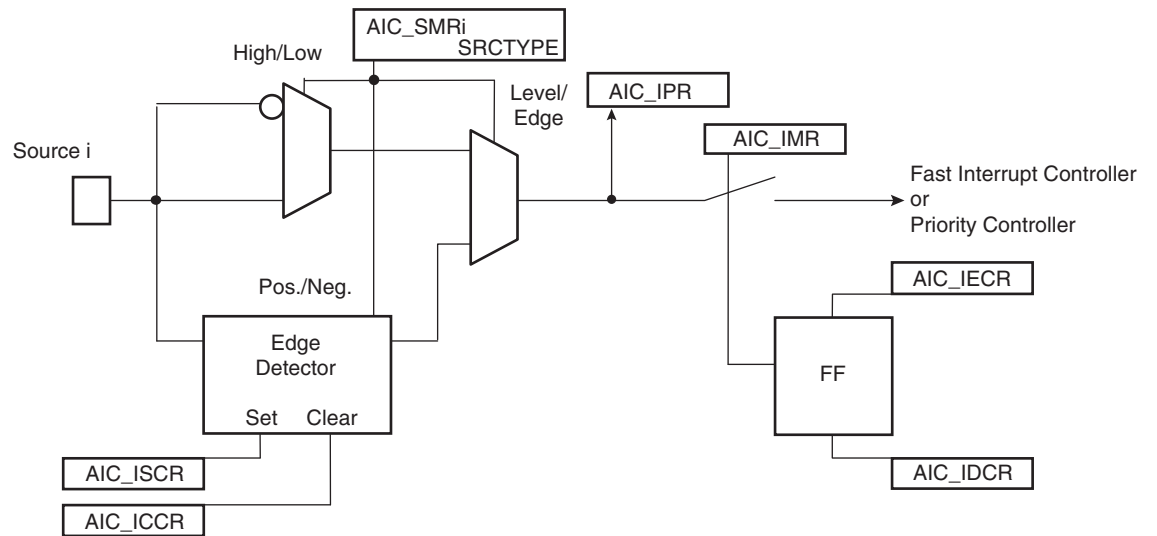 AIC_SMRi
SRCTYPE
High/Low
Level/
Edge
AIC_IPR
AIC_IMR
Source i
Fast Interrupt Controller
or
Priority Controller
Pos./Neg.
AIC_IECR
Edge
Detector
FF
Set Clear
AIC_ISCR
AIC_IDCR
AIC_ICCR